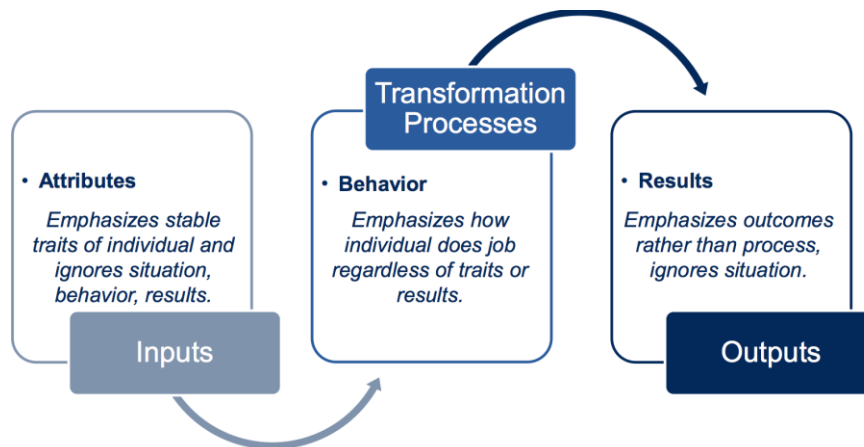 • Attributes
Emphasizes stable
traits of individual and
ignores situation,
behavior, results.
Inputs
Transformation
Processes
• Behavior
Emphasizes how
individual does job
regardless of traits or
results.
• Results
Emphasizes outcomes
rather than process,
ignores situation.
Outputs